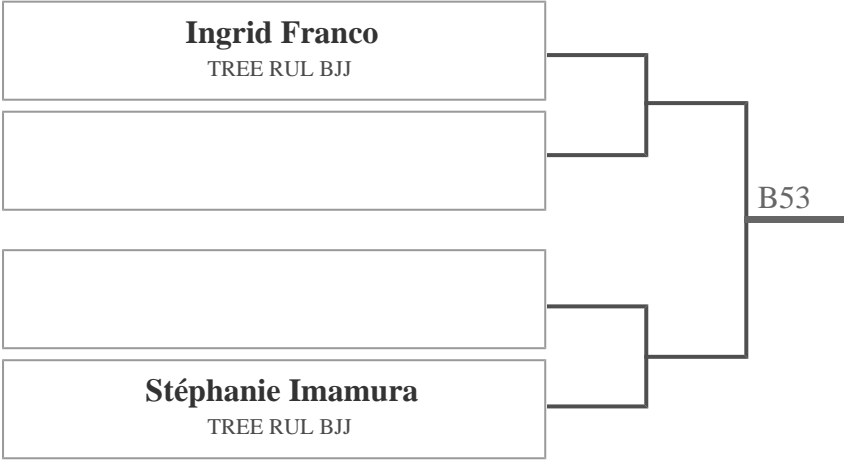 Ingrid Franco
TREE RUL BJJ
B53
Stéphanie Imamura
TREE RUL BJJ